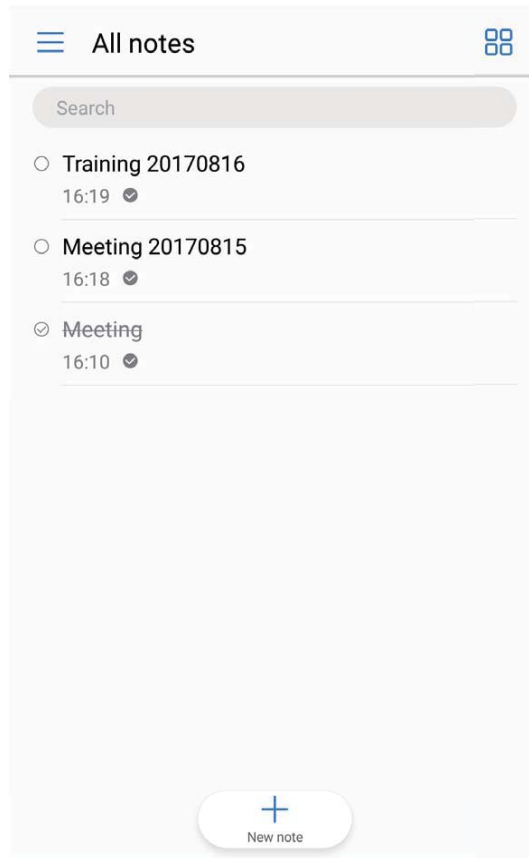 All notes
Search
Training 20170816
16:19
Meeting 20170815
16:18
Meeting
16:10
New note